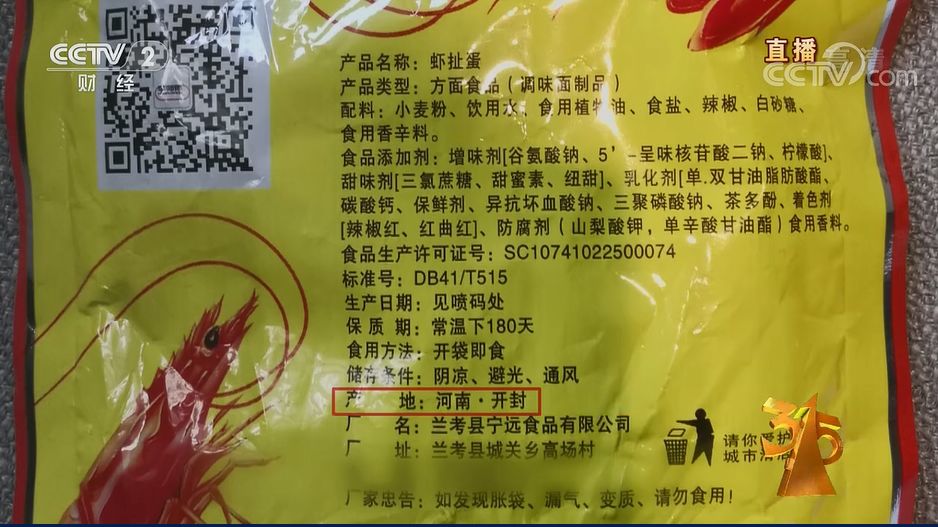 CCTV 2
财 经
直播
高清
CCTV.com
产品名称：虾扯蛋
产品类型：方面食品（调味面制品）
配料：小麦粉、饮用水、食用植物油、食盐、辣椒、白砂糖、
食用香辛料。
食品添加剂：增味剂[谷氨酸钠、5’-呈味核苷酸二钠、柠檬酸]、
甜味剂[三氯蔗糖、甜蜜素、纽甜]、乳化剂[单.双甘油脂肪酸酯、
碳酸钙、保鲜剂、异抗坏血酸钠、三聚磷酸钠、茶多酚、着色剂
[辣椒红、红曲红]、防腐剂（山梨酸钾，单辛酸甘油酯）食用香料。
食品生产许可证号：SC10741022500074
标准号：DB41/T515
生产日期：见喷码处
保 质 期：常温下180天
食用方法：开袋即食
储存条件：阴凉、避光、通风
产 地：河南·开封
厂 名：兰考县宁远食品有限公司
厂 址：兰考县城关乡高场村
请你爱护
城市清洁
315
厂家忠告：如发现胀袋、漏气、变质、请勿食用！